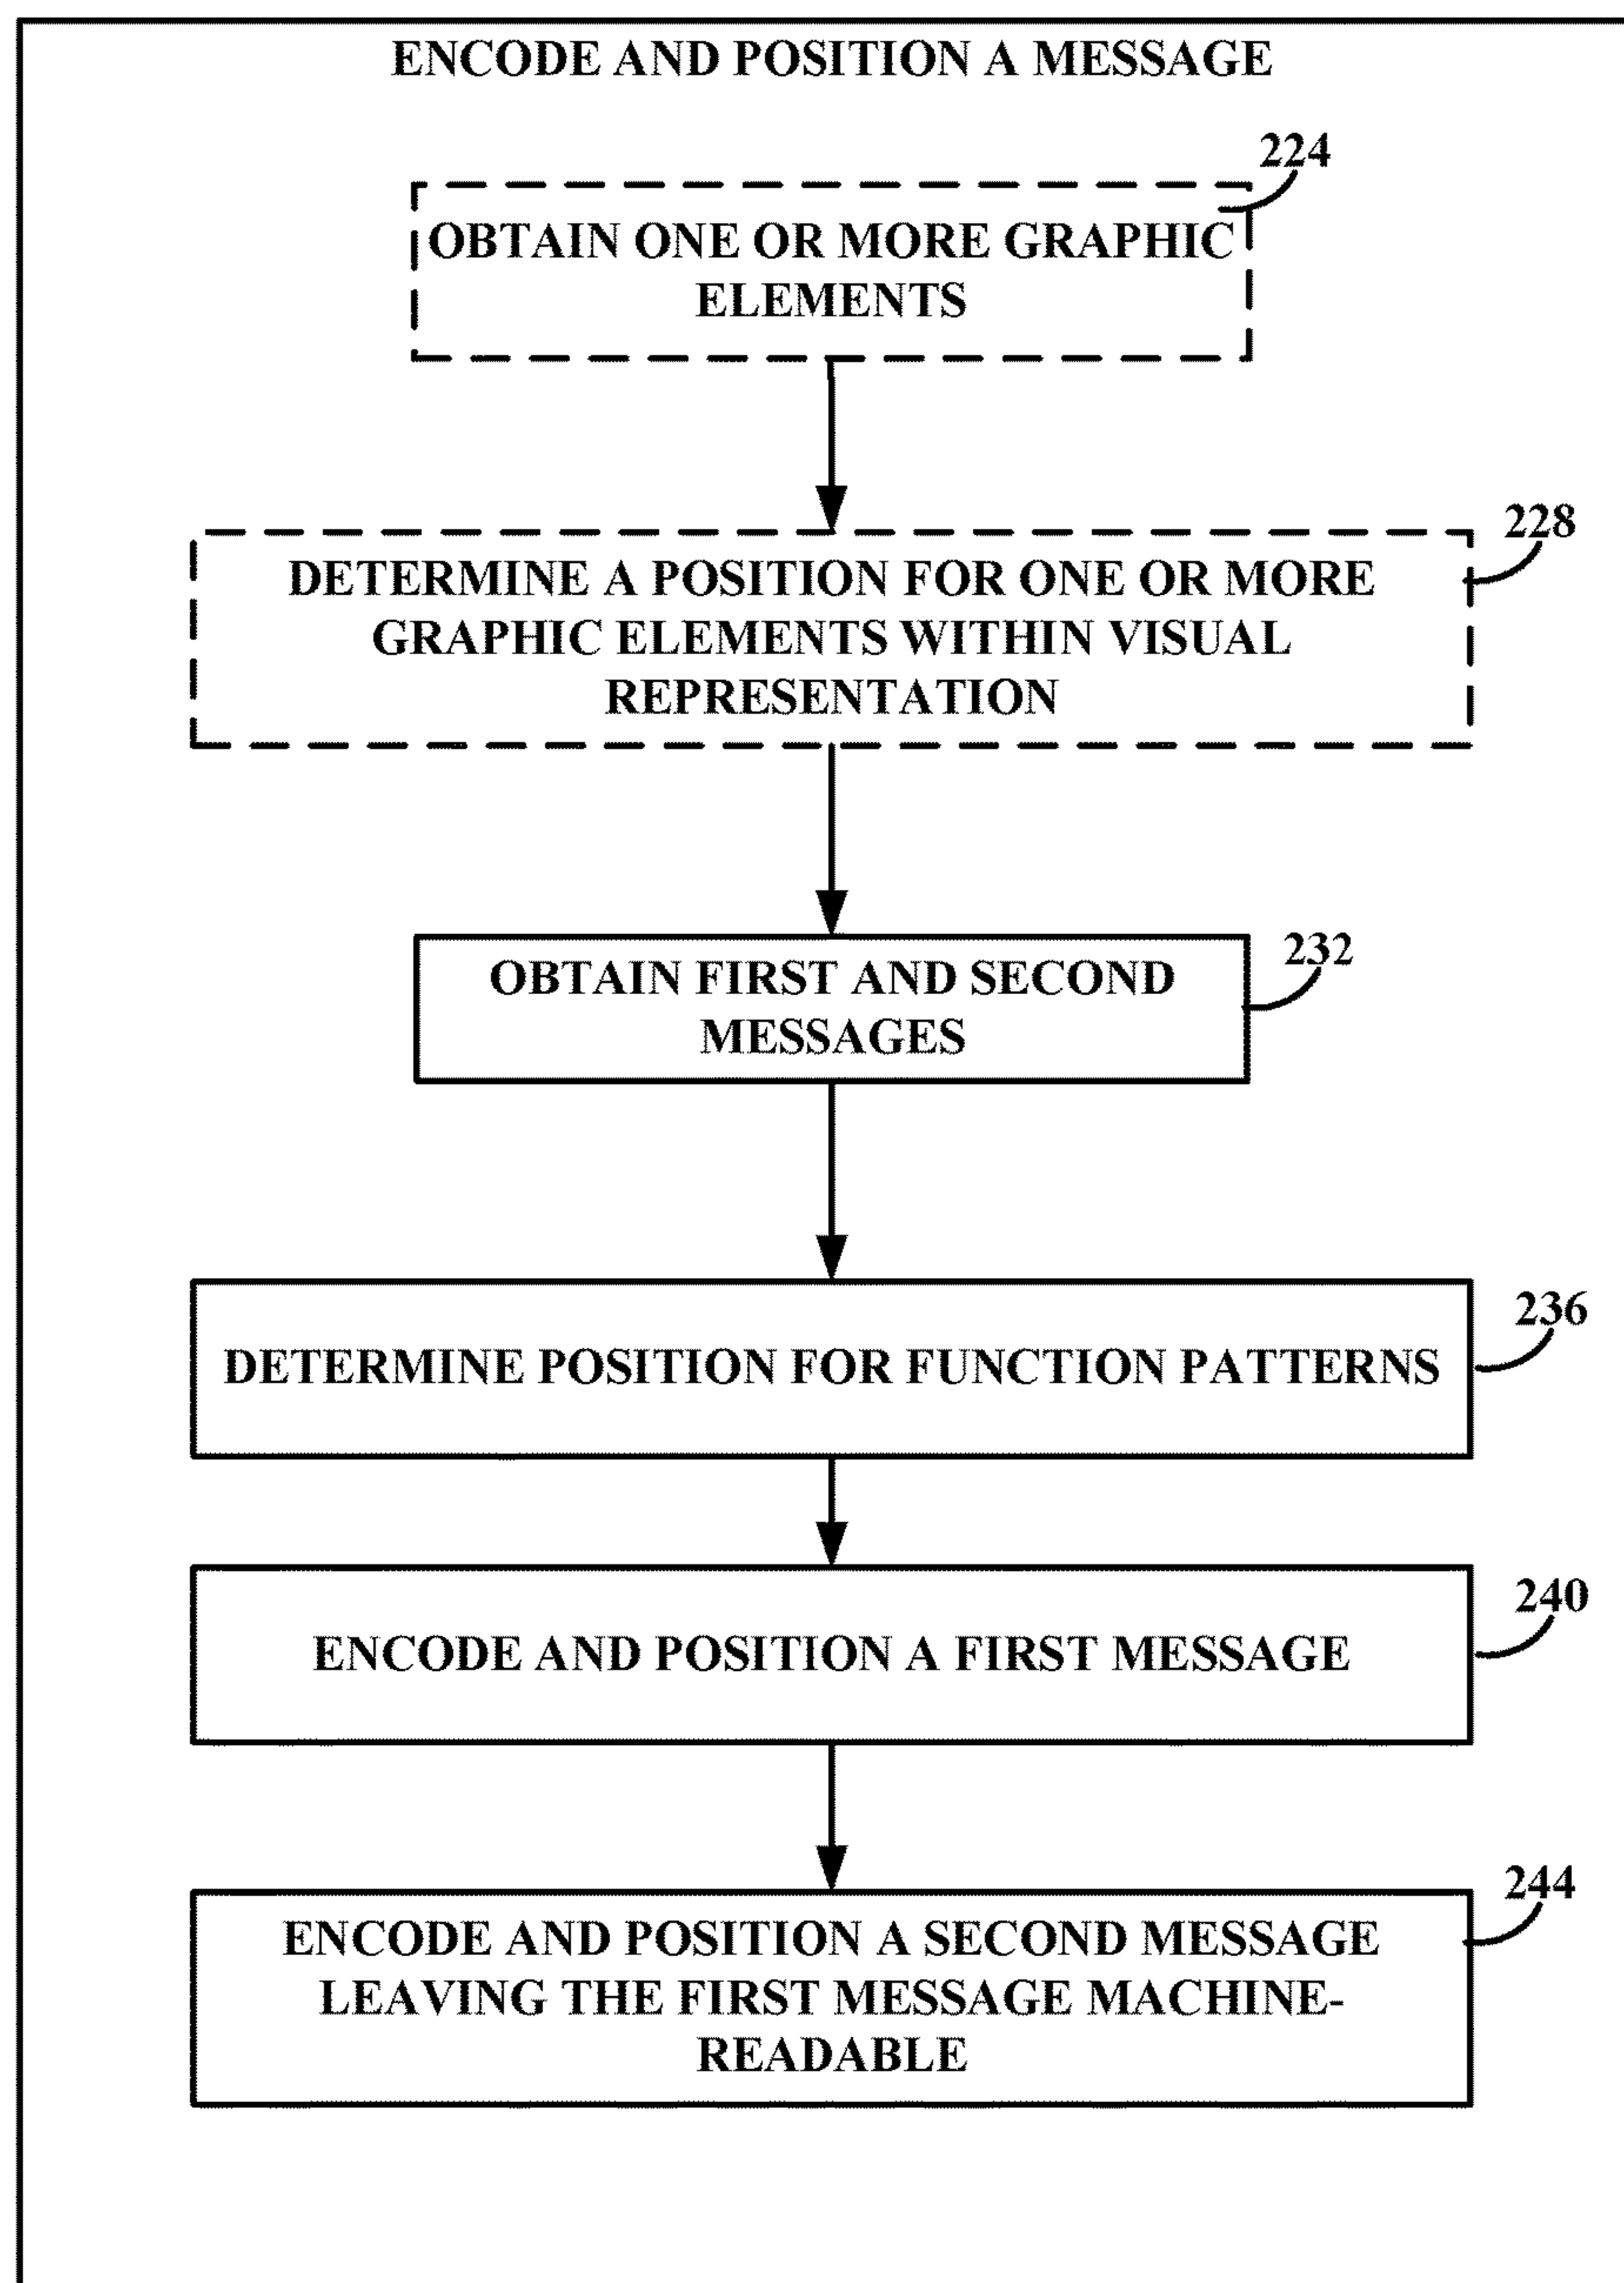 ENCODE AND POSITION A MESSAGE
224
OBTAIN ONE OR MORE GRAPHIC
ELEMENTS
228
DETERMINE A POSITION FOR ONE OR MORE
GRAPHIC ELEMENTS WITHIN VISUAL
REPRESENTATION
232
OBTAIN FIRST AND SECOND
MESSAGES
236
DETERMINE POSITION FOR FUNCTION PATTERNS
240
ENCODE AND POSITION A FIRST MESSAGE
244
ENCODE AND POSITION A SECOND MESSAGE
LEAVING THE FIRST MESSAGE MACHINE-
READABLE